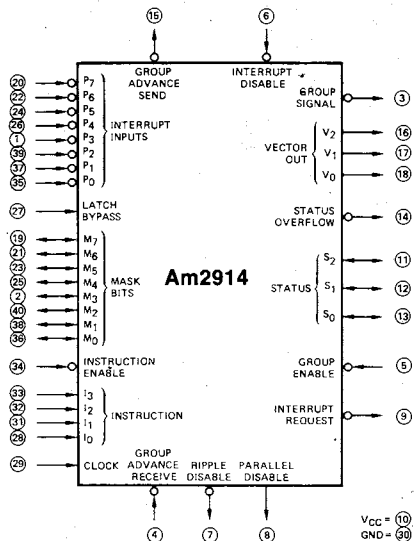 15
6
GROUP ADVANCE SEND
INTERRUPT DISABLE
GROUP SIGNAL
3
20 P7
22 P6
24 P5
26 P4
1 P3
39 P2
37 P1
35 P0
INTERRUPT INPUTS
VECTOR OUT
V2 16
V1 17
V0 18
27 LATCH BYPASS
STATUS OVERFLOW 14
19 M7
21 M6
23 M5
25 M4
2 M3
40 M2
38 M1
36 M0
MASK BITS
Am2914
STATUS
S2 11
S1 12
S0 13
34 INSTRUCTION ENABLE
GROUP ENABLE 5
33 I3
32 I2
31 I1
28 I0
INSTRUCTION
INTERRUPT REQUEST 9
29 CLOCK
GROUP ADVANCE RECEIVE
RIPPLE DISABLE
PARALLEL DISABLE
4
7
8
VCC = 10
GND = 30